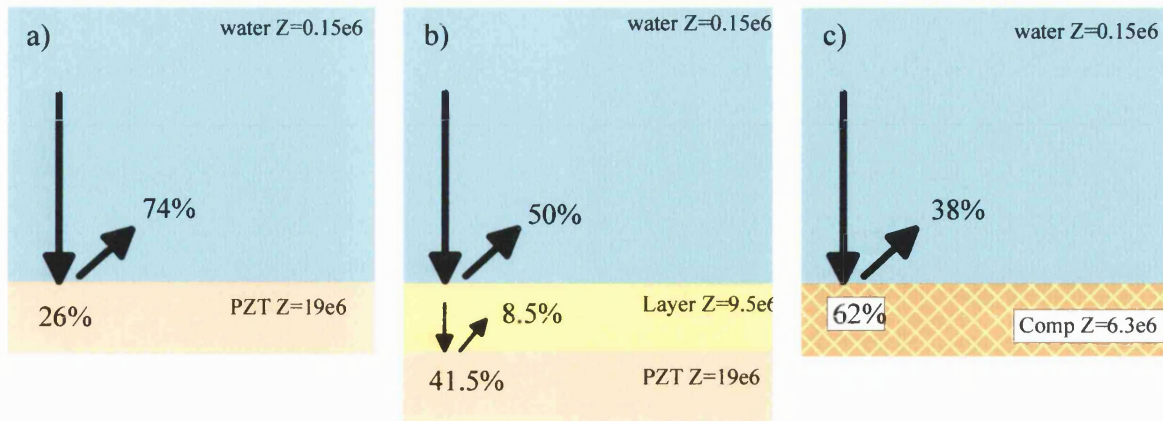 a)
water Z=0.15e6
74%
26%
PZT Z=19e6
b)
water Z=0.15e6
50%
Layer Z=9.5e6
8.5%
41.5%
PZT Z=19e6
c)
water Z=0.15e6
38%
62%
Comp Z=6.3e6